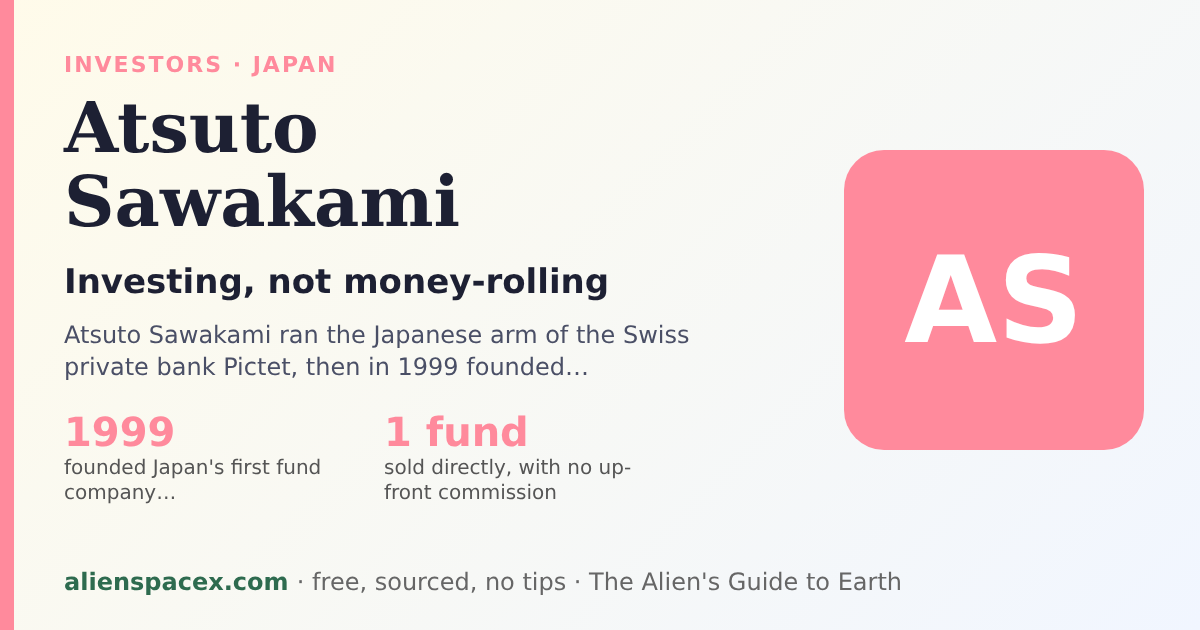 INVESTORS · JAPAN
Atsuto
Sawakami
Investing, not money-rolling
Atsuto Sawakami ran the Japanese arm of the Swiss
private bank Pictet, then in 1999 founded…
1999
founded Japan's first fund
company…
1 fund
sold directly, with no up-
front commission
AS
alienspacex.com · free, sourced, no tips · The Alien's Guide to Earth